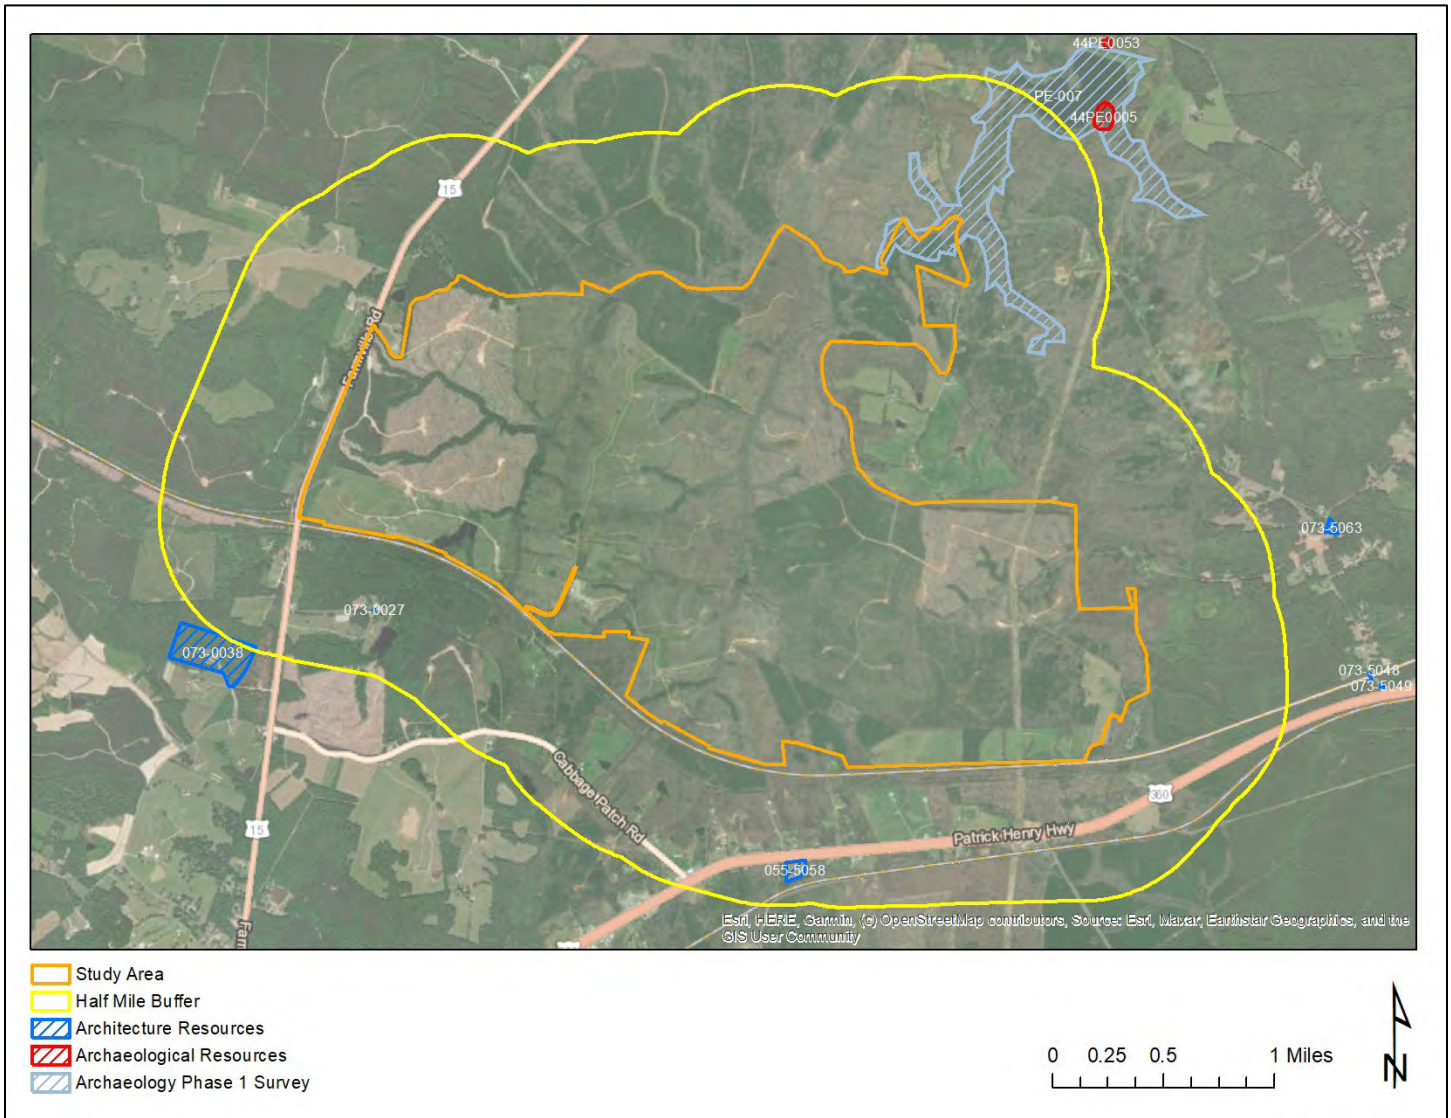 44PE0053
PE-007
44PE0005
15
Farmville Rd
073-5063
073-0027
073-0038
073-5048
073-5049
Cabbage Patch Rd
360
15
Patrick Henry Hwy
055-5058
Farm
Esri, HERE, Garmin, (c) OpenStreetMap contributors, Source: Esri, Maxar, Earthstar Geographics, and the
GIS User Community
Study Area
Half Mile Buffer
Architecture Resources
Archaeological Resources
Archaeology Phase 1 Survey
0 0.25 0.5 1 Miles
N